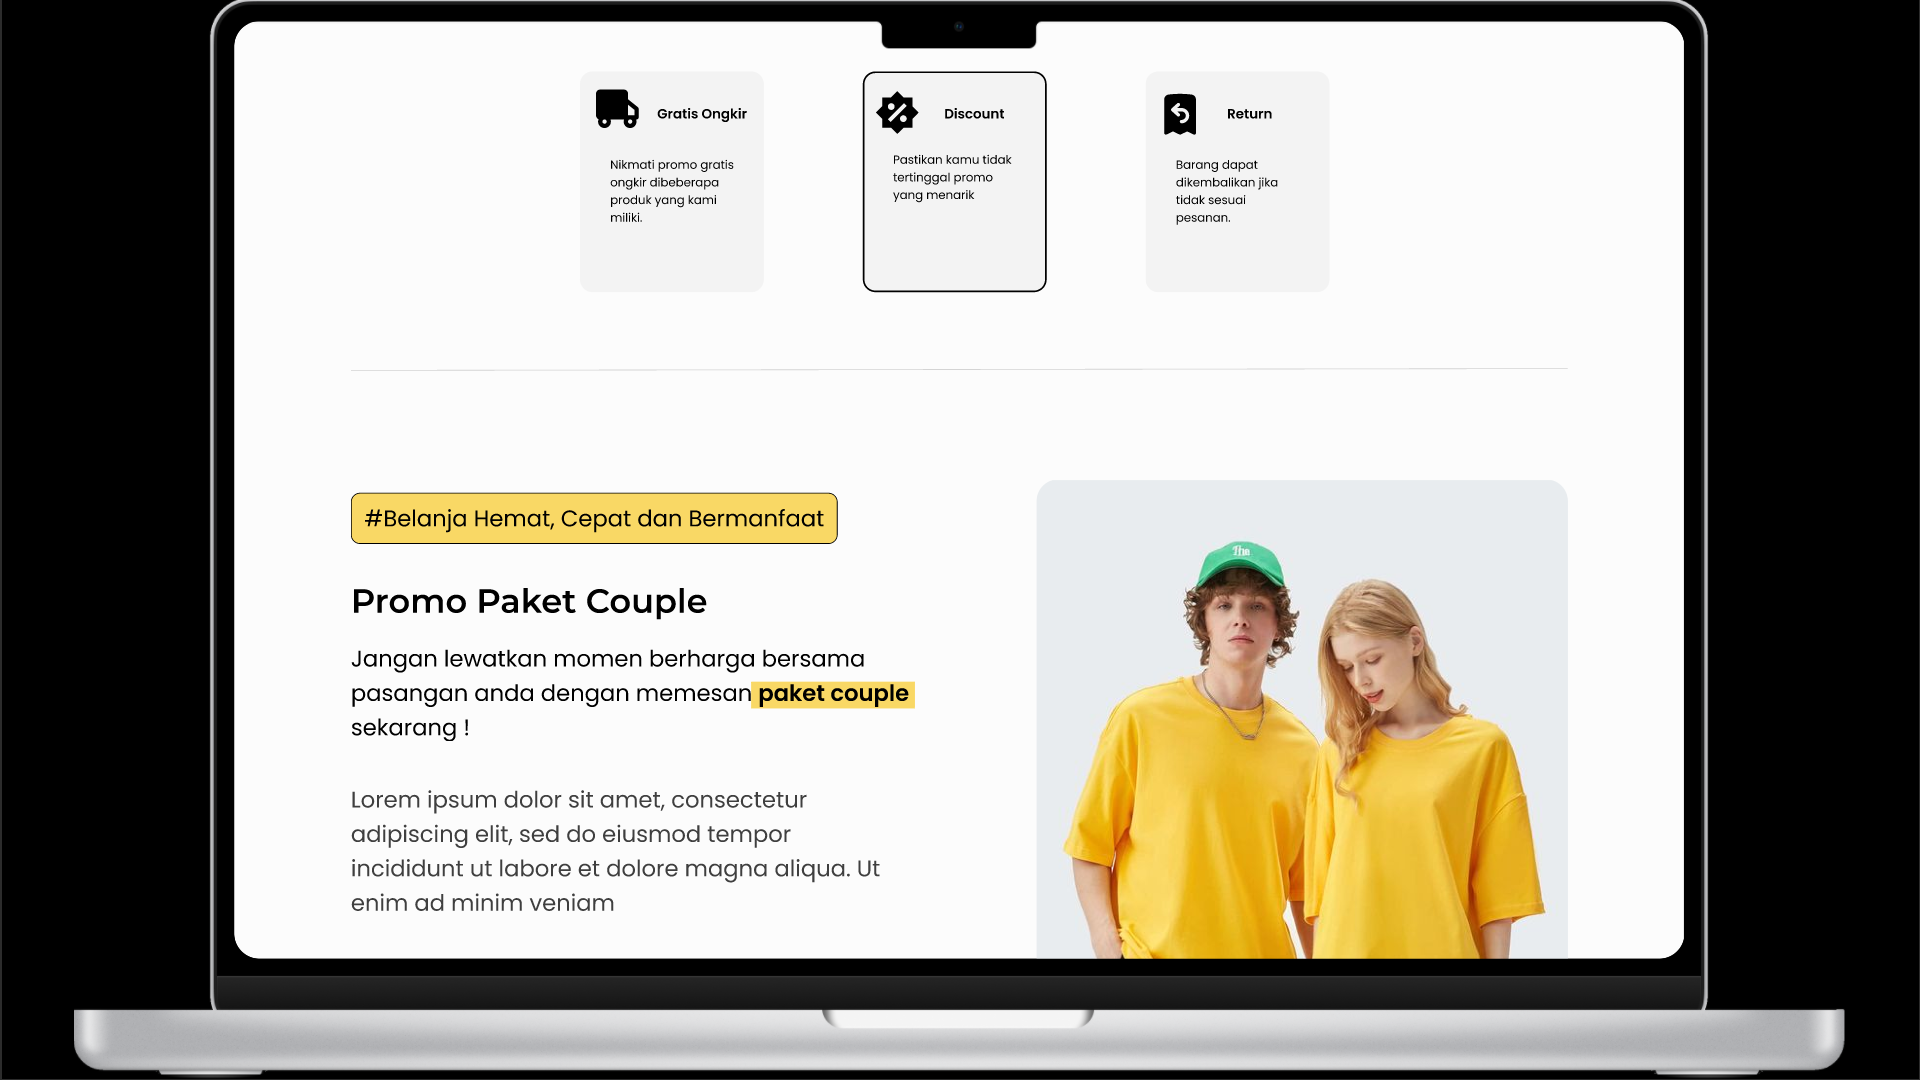 Gratis Ongkir
Nikmati promo gratis
ongkir dibeberapa
produk yang kami
miliki.
Discount
Pastikan kamu tidak
tertinggal promo
yang menarik
Return
Barang dapat
dikembalikan jika
tidak sesuai
pesanan.
#Belanja Hemat, Cepat dan Bermanfaat
Promo Paket Couple
Jangan lewatkan momen berharga bersama
pasangan anda dengan memesan paket couple
sekarang !
Lorem ipsum dolor sit amet, consectetur
adipiscing elit, sed do eiusmod tempor
incididunt ut labore et dolore magna aliqua. Ut
enim ad minim veniam
The